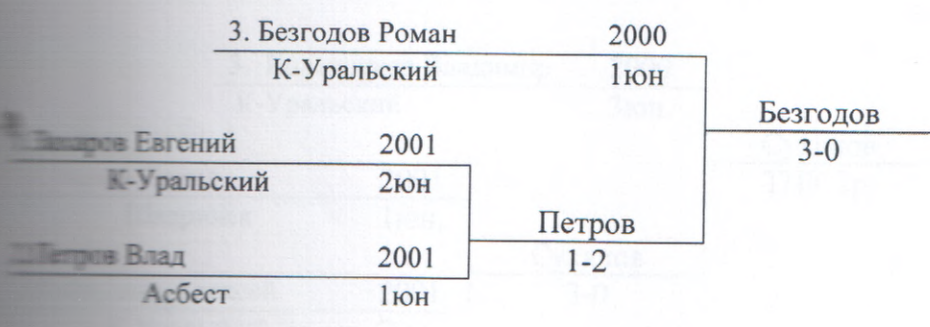 3. Безгодов Роман 2000
К-Уральский 1юн
Безгодов
3-0
Евгений 2001
К-Уральский 2юн
Петров
1-2
Петров Влад 2001
Асбест 1юн